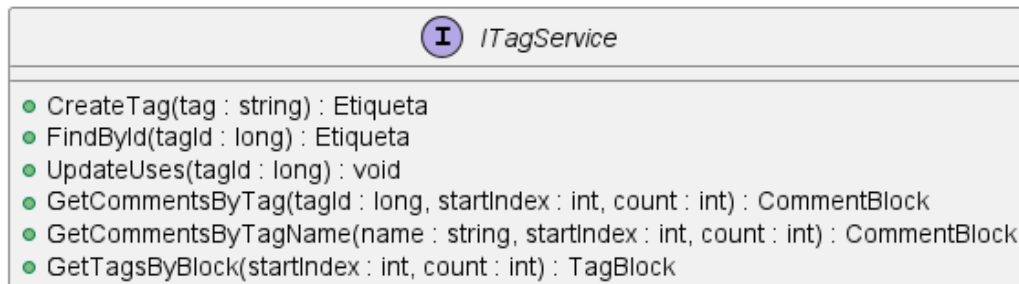 I ITagService
CreateTag(tag : string) : Etiqueta
FindById(tagId : long) : Etiqueta
UpdateUses(tagId : long) : void
GetCommentsByTag(tagId : long, startIndex : int, count : int) : CommentBlock
GetCommentsByTagName(name : string, startIndex : int, count : int) : CommentBlock
GetTagsByBlock(startIndex : int, count : int) : TagBlock